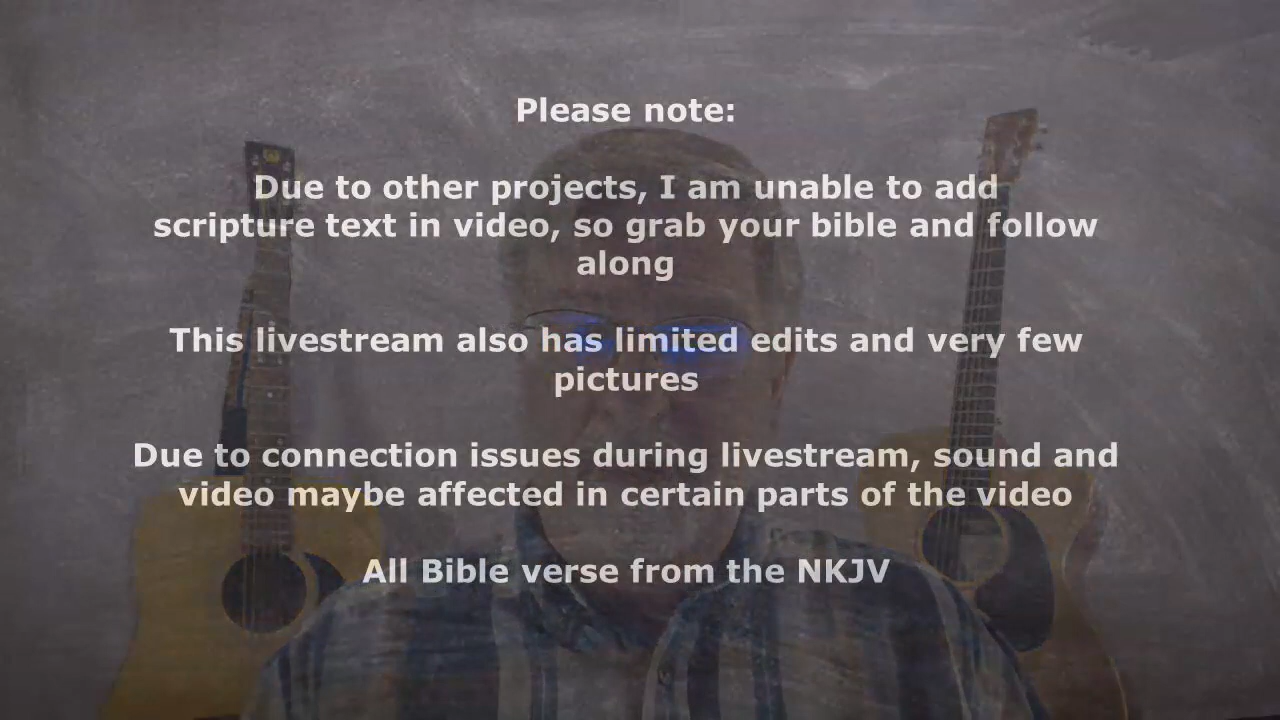 Please note:
Due to other projects, I am unable to add
scripture text in video, so grab your bible and follow
along
This livestream also has limited edits and very few
pictures
Due to connection issues during livestream, sound and
video maybe affected in certain parts of the video
All Bible verse from the NKJV